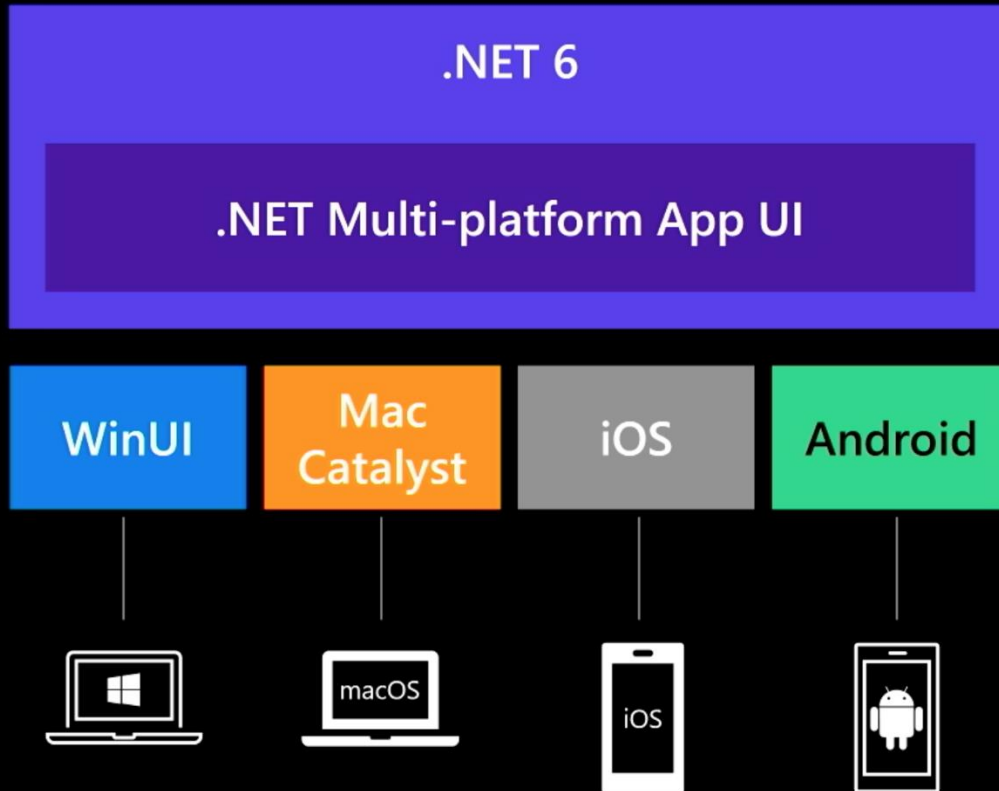 .NET 6
.NET Multi-platform App UI
WinUI
Mac
Catalyst
iOS
Android
macOS
iOS